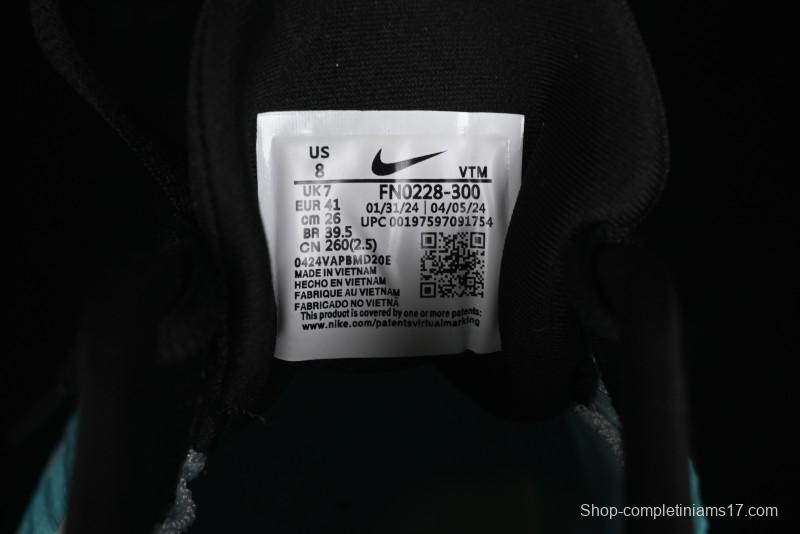 US
8
VTM
UK 7
EUR 41
cm 26
BR 39.5
CN 260(2.5)
FN0228-300
01/31/24 | 04/05/24
UPC 00197597091754
0424VAPBMD20E
MADE IN VIETNAM
HECHO EN VIETNAM
FABRIQUE AU VIETNAM
FABRICADO NO VIETNÃ
This product is covered by one or more patents:
www.nike.com/patentsvirtualmarking
Shop-completiniams17.com